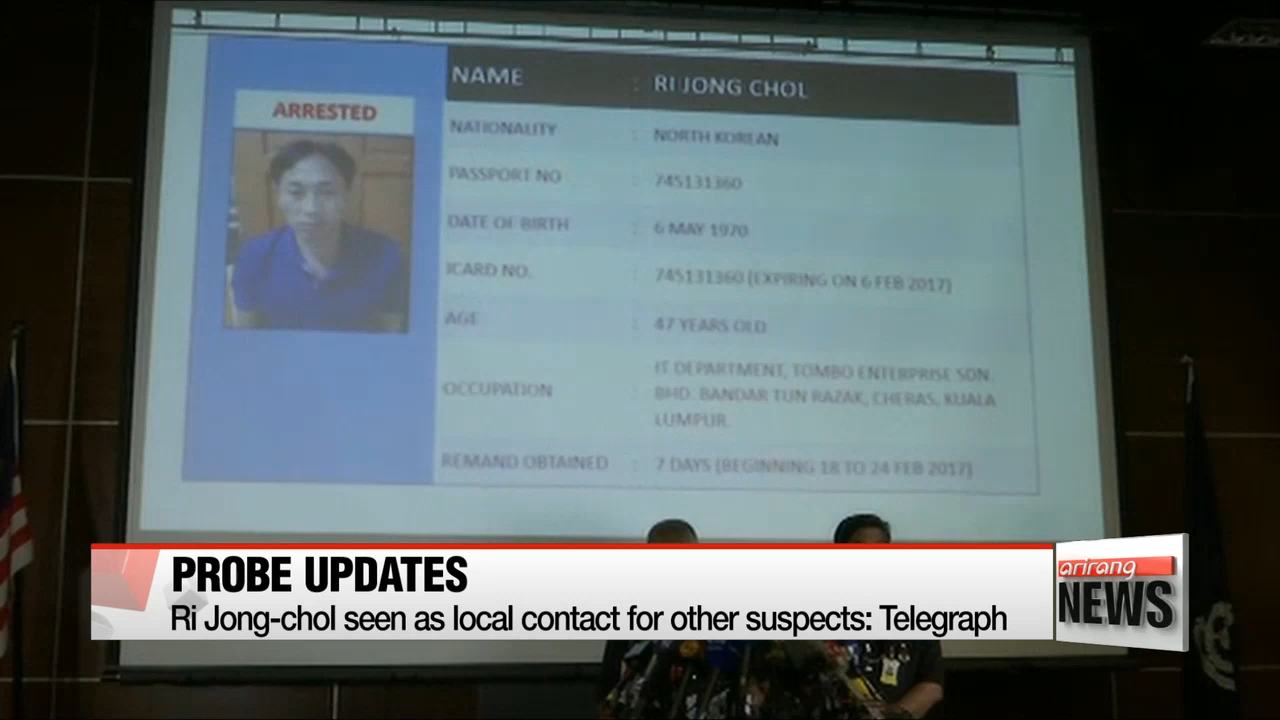 NAME : RI JONG CHOL
ARRESTED
NATIONALITY : NORTH KOREAN
PASSPORT NO : 745131360
DATE OF BIRTH : 6 MAY 1970
ICARD NO. : 745131360 (EXPIRING ON 6 FEB 2017)
AGE : 47 YEARS OLD
OCCUPATION : IT DEPARTMENT, TOMBO ENTERPRISE SDN.
BHD. BANDAR TUN RAZAK, CHERAS, KUALA
LUMPUR.
REMAND OBTAINED : 7 DAYS (BEGINNING 18 TO 24 FEB 2017)
PROBE UPDATES
Ri Jong-chol seen as local contact for other suspects: Telegraph
arirang
NEWS